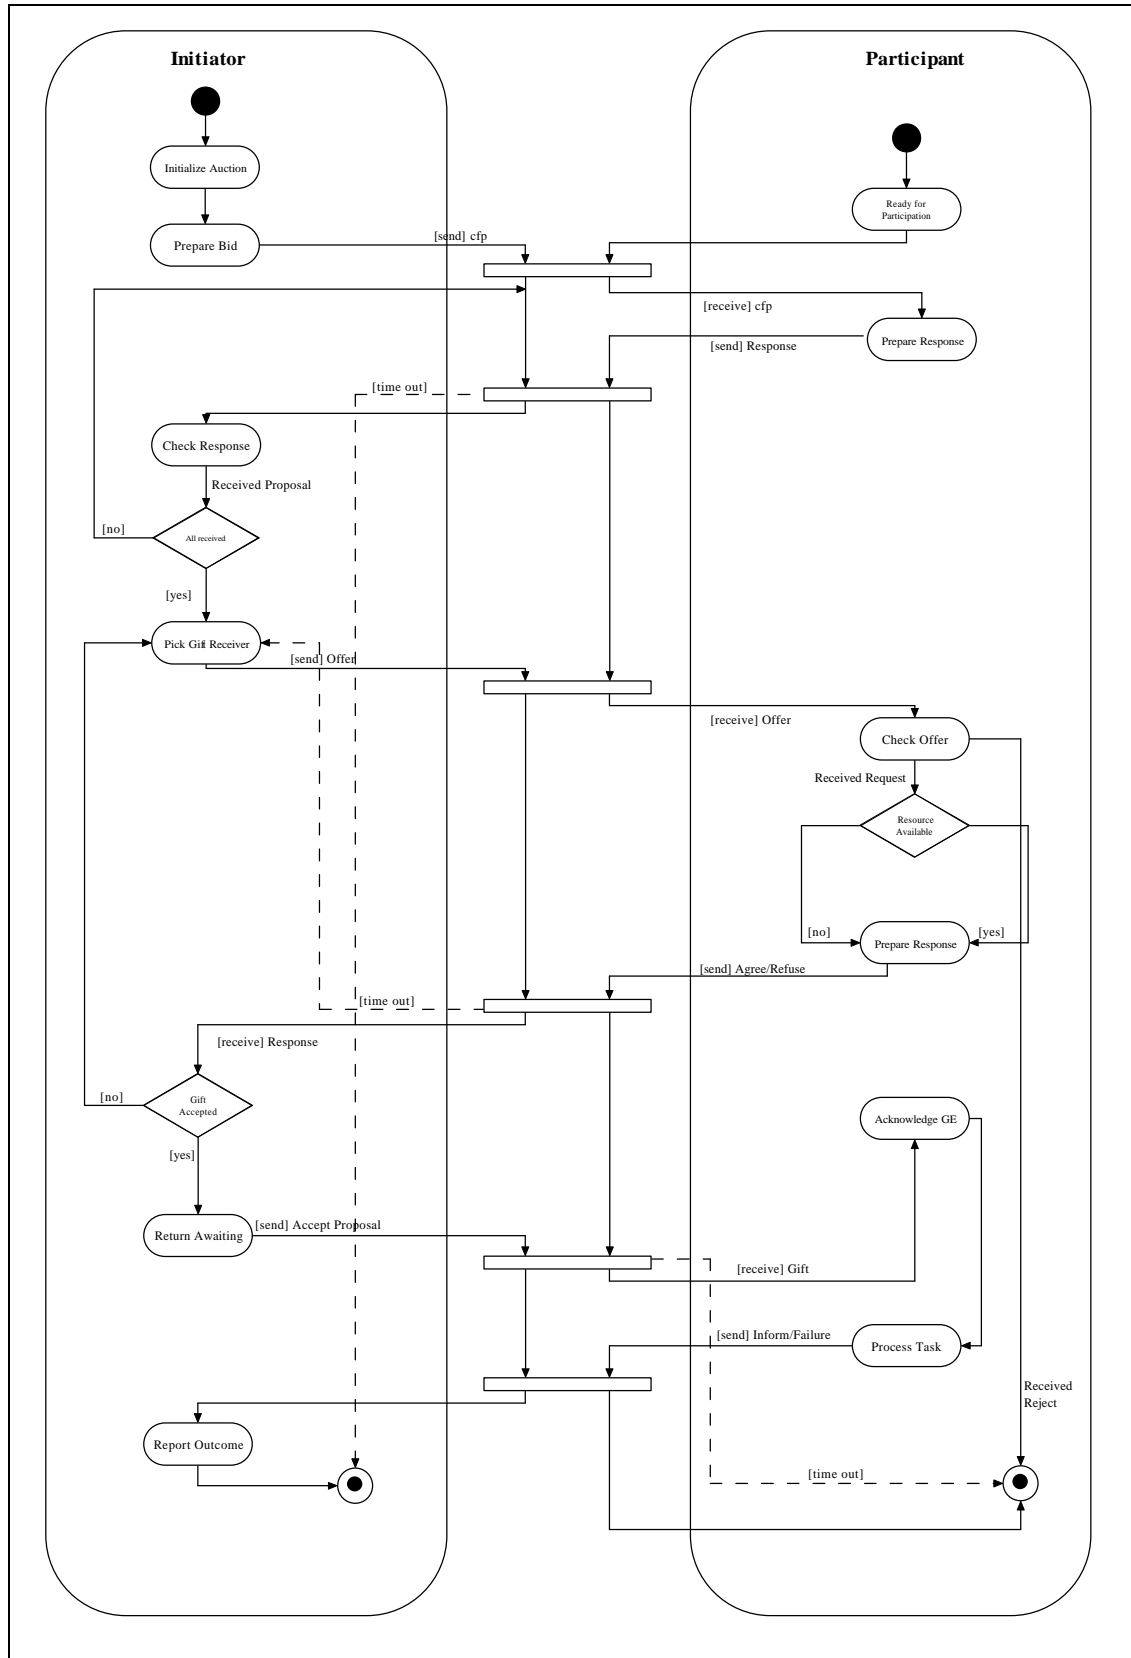 Initiator
Participant
Initialize Auction
Ready for
Participation
Prepare Bid
[send] cfp
[receive] cfp
Prepare Response
[send] Response
[time out]
Check Response
Received Proposal
[no]
All received
[yes]
Pick Gift Receiver
[send] Offer
[receive] Offer
Check Offer
Received Request
Resource
Available
[no]
[yes]
Prepare Response
[send] Agree/Refuse
[time out]
[receive] Response
[no]
Gift
Accepted
Acknowledge GE
[yes]
[send] Accept Proposal
Return Awaiting
[receive] Gift
[send] Inform/Failure
Process Task
Received
Reject
Report Outcome
[time out]